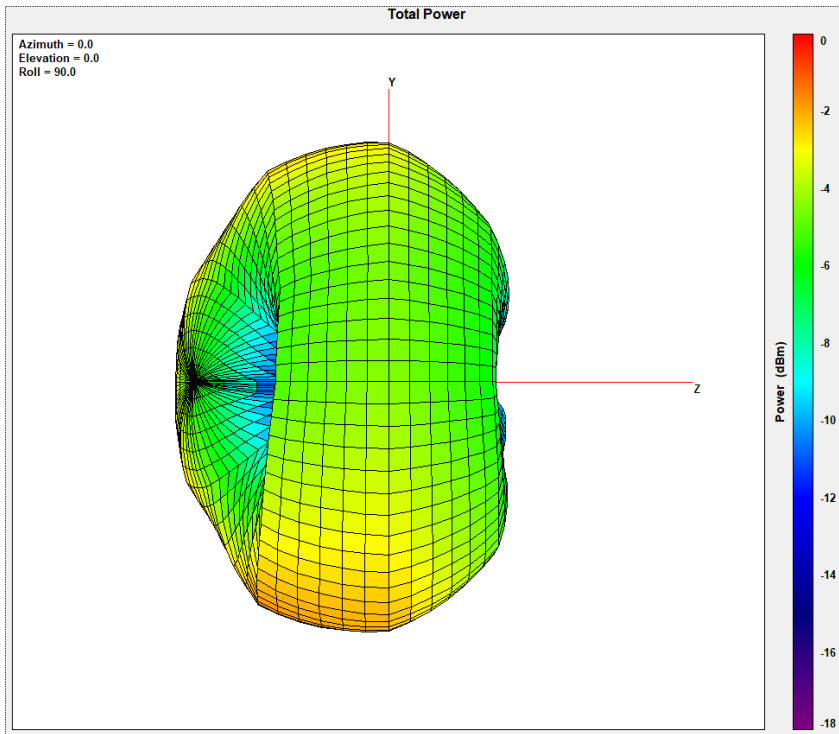 Total Power
Azimuth = 0.0
Elevation = 0.0
Roll = 90.0
Y
Z
0
-2
-4
-6
-8
-10
-12
-14
-16
-18
Power (dBm)